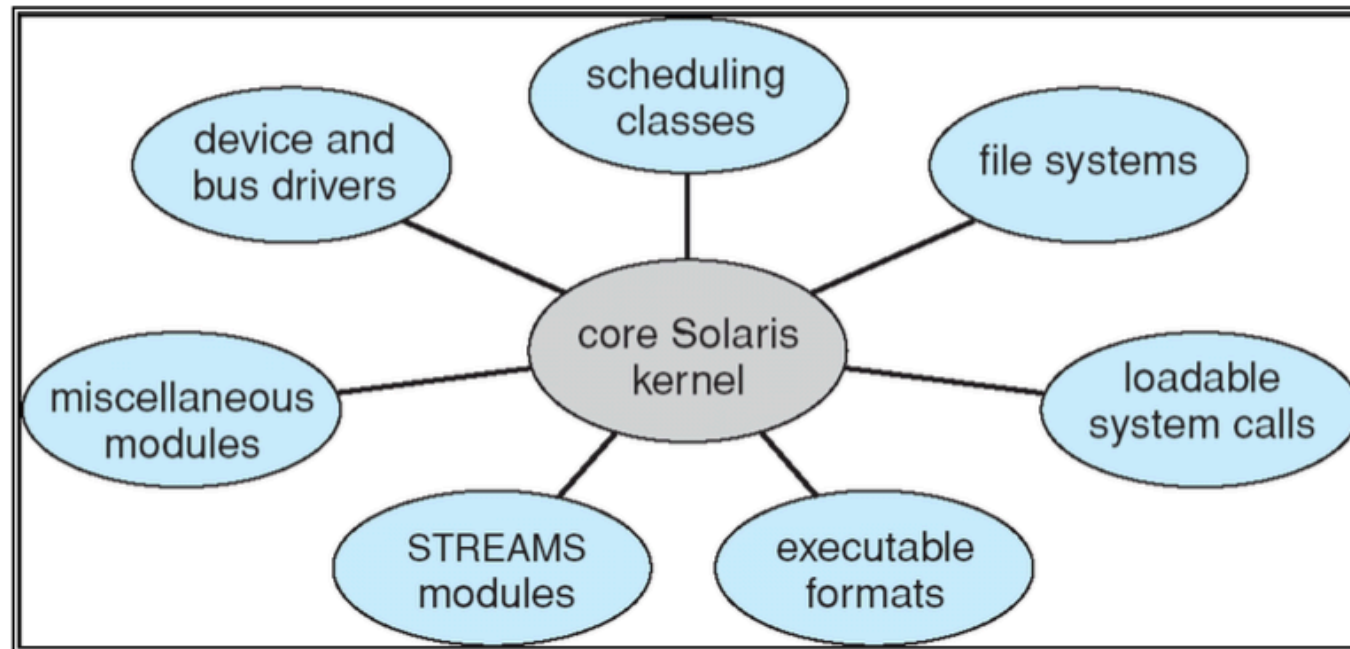 scheduling
classes
device and
bus drivers
file systems
core Solaris
kernel
loadable
system calls
miscellaneous
modules
STREAMS
modules
executable
formats